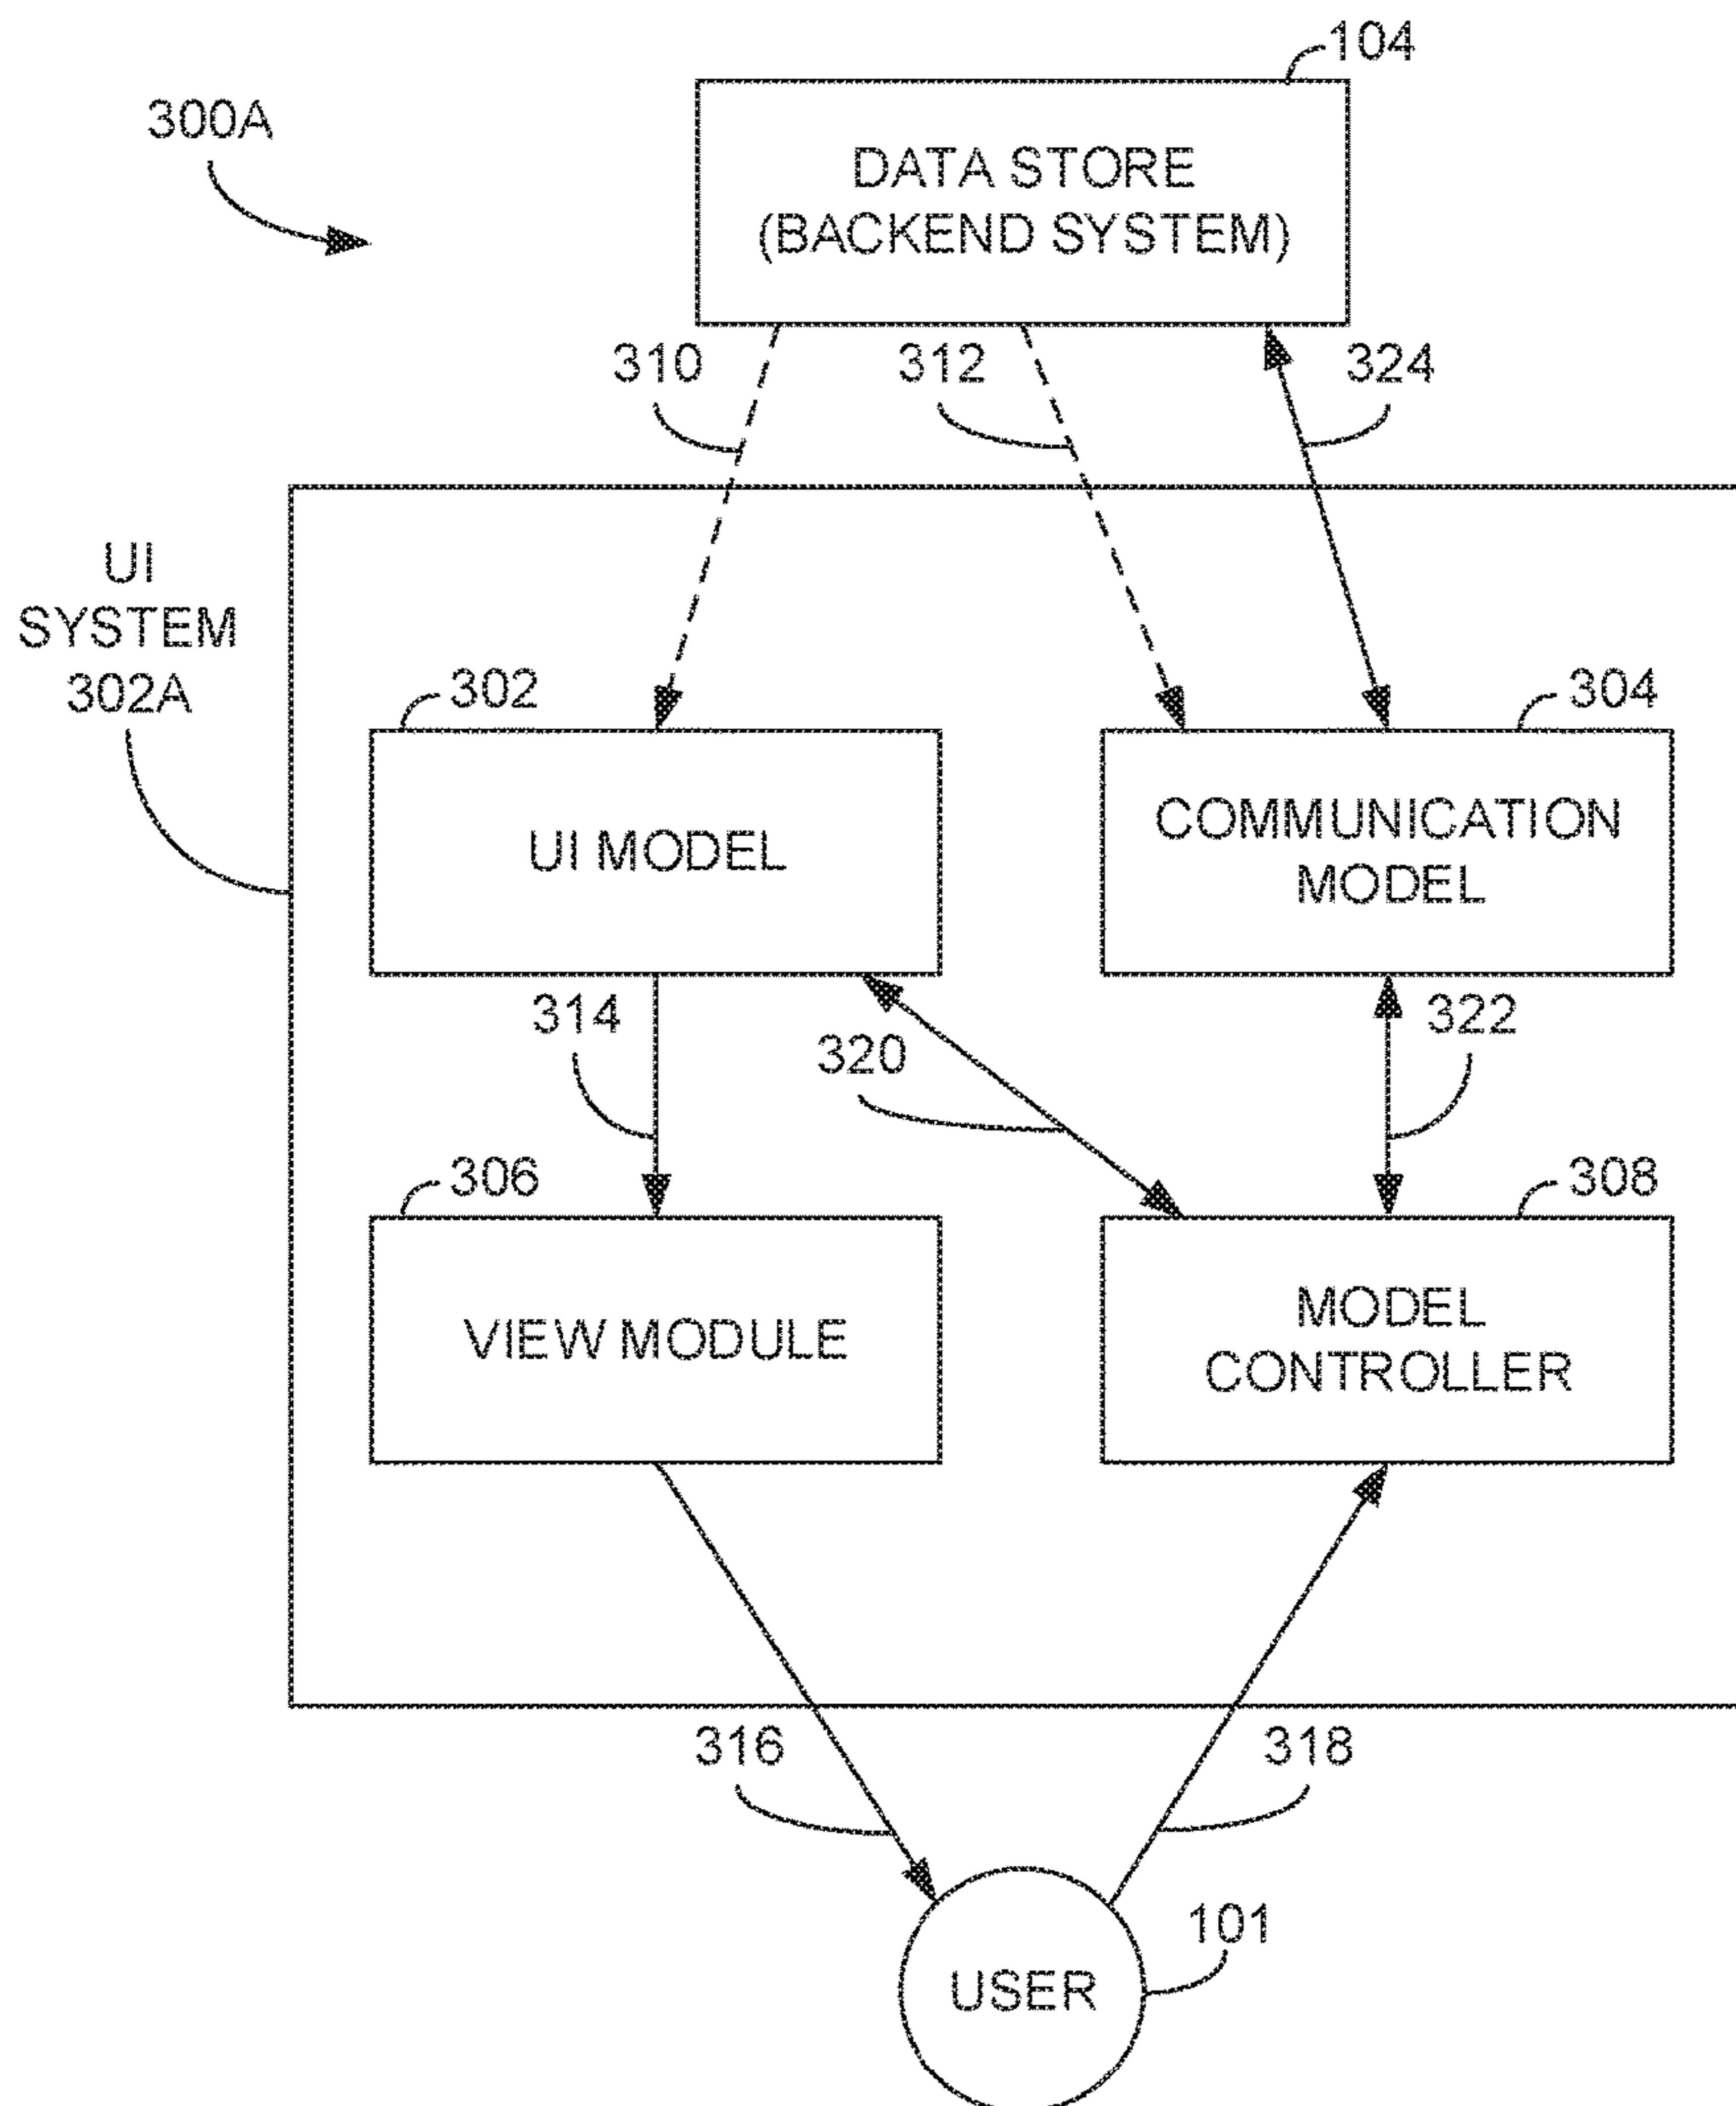 104
300A
DATA STORE
(BACKEND SYSTEM)
310
312
324
UI
SYSTEM
302A
302
304
UI MODEL
COMMUNICATION
MODEL
314
320
322
306
308
VIEW MODULE
MODEL
CONTROLLER
316
318
101
USER